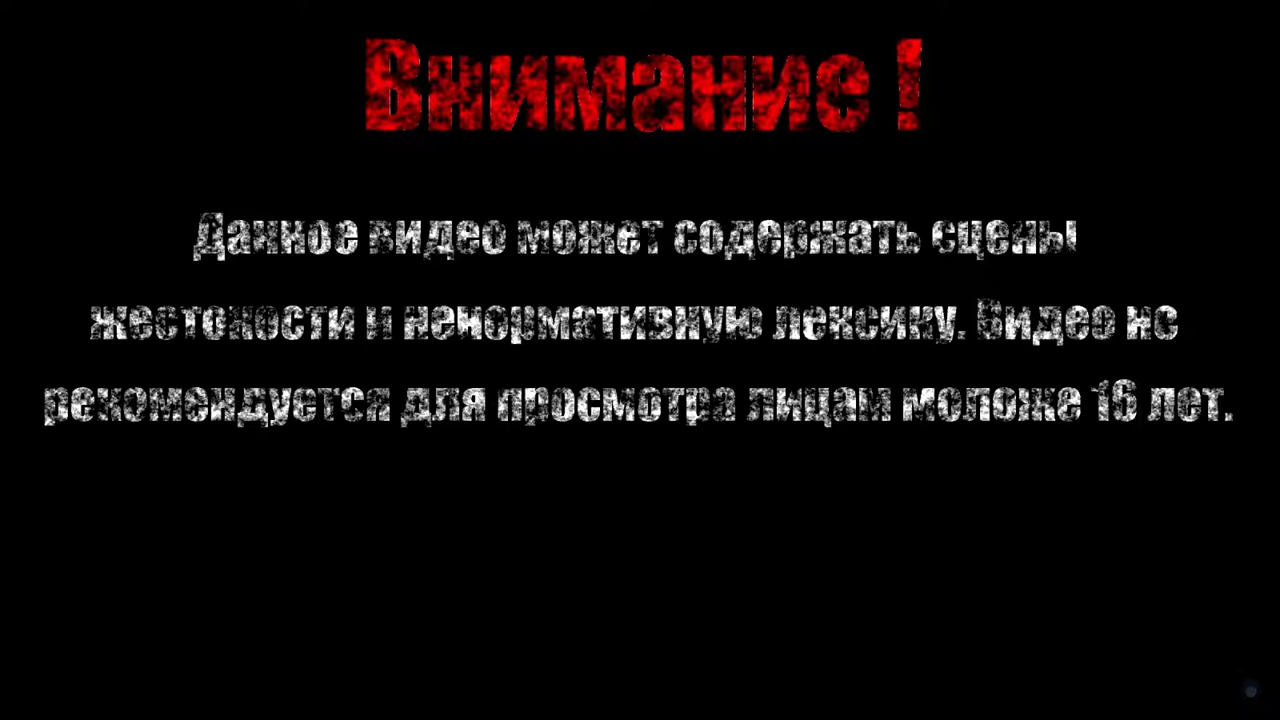 Внимание !
Данное видео может содержать сцены
жестокости и ненормативную лексику. Видео не
рекомендуется для просмотра лицам моложе 16 лет.